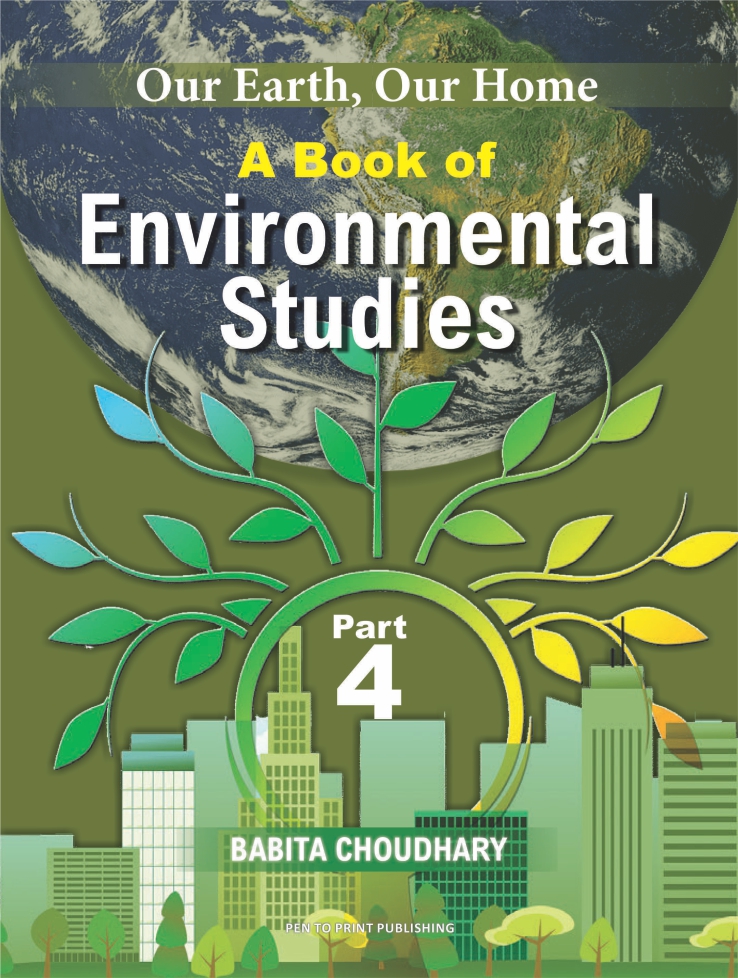 Our Earth, Our Home
A Book of
Environmental
Studies
Part
4
BABITA CHOUDHARY
PEN TO PRINT PUBLISHING